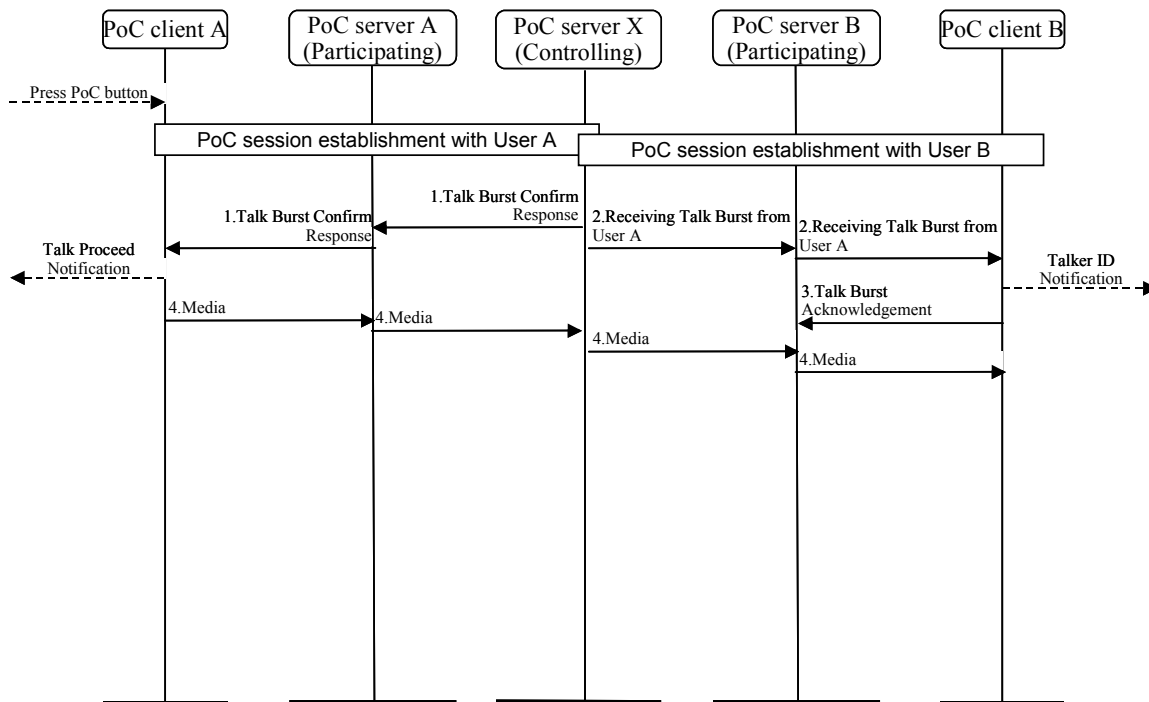 PoC client A
PoC server A
(Participating)
PoC server X
(Controlling)
PoC server B
(Participating)
PoC client B
Press PoC button
PoC session establishment with User A
PoC session establishment with User B
1.Talk Burst Confirm
Response
1.Talk Burst Confirm
Response
2.Receiving Talk Burst from
User A
2.Receiving Talk Burst from
User A
Talk Proceed
Notification
Talker ID
Notification
3.Talk Burst
Acknowledgement
4.Media
4.Media
4.Media
4.Media